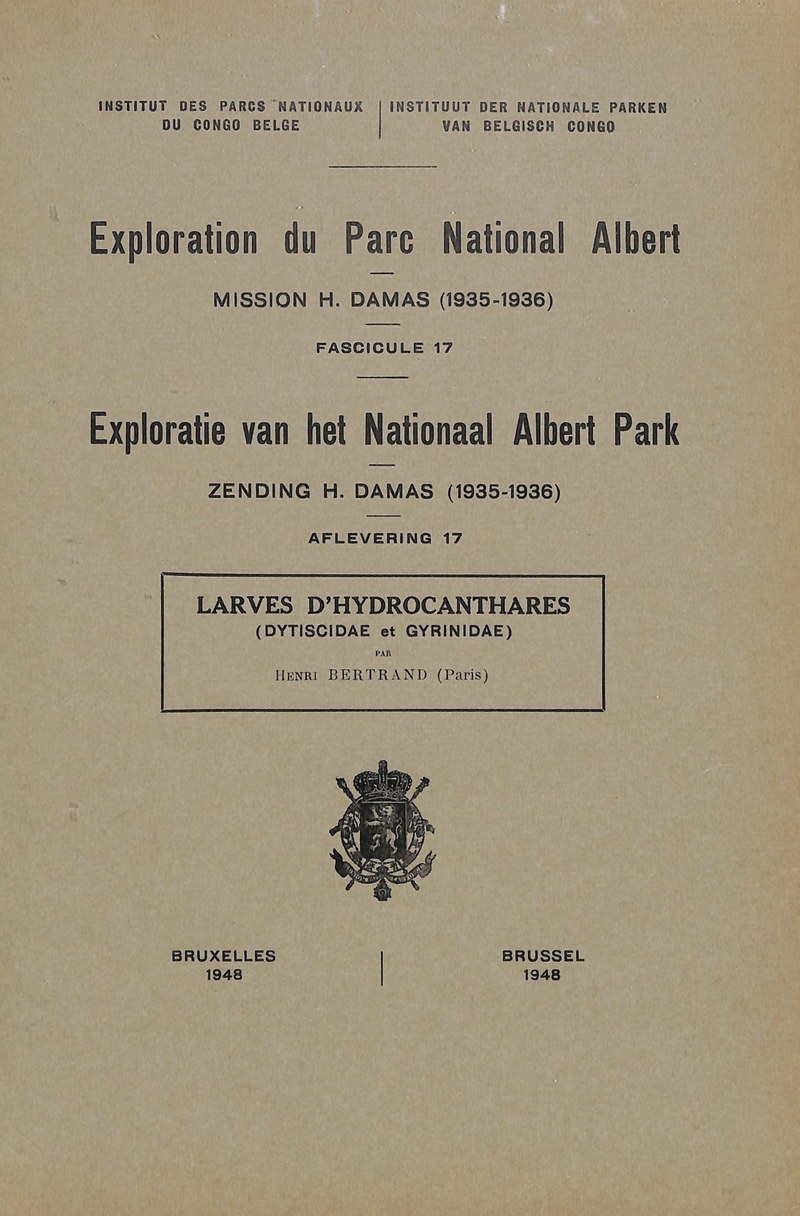 INSTITUT DES PARCS NATIONAUX
DU CONGO BELGE
INSTITUUT DER NATIONALE PARKEN
VAN BELGISCH CONGO
Exploration du Parc National Albert
MISSION H. DAMAS (1935-1936)
FASCICULE 17
Exploratie van het Nationaal Albert Park
ZENDING H. DAMAS (1935-1936)
AFLEVERING 17
LARVES D'HYDROCANTHARES
(DYTISCIDAE et GYRINIDAE)
PAR
HENRI BERTRAND (Paris)
BRUXELLES
1948
BRUSSEL
1948